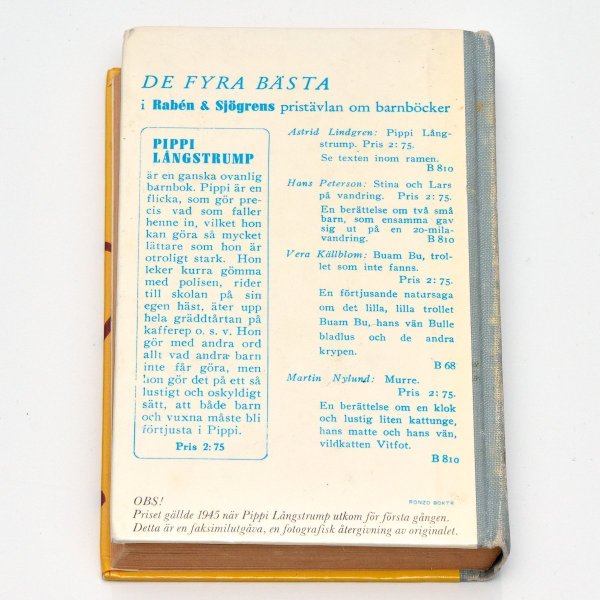 DE FYRA BÄSTA
i Rabén & Sjögrens pristävlan om barnböcker
PIPPI
LÅNGSTRUMP
är en ganska ovanlig
barnbok. Pippi är en
flicka, som gör pre-
cis vad som faller
henne in, vilket hon
kan göra så mycket
lättare som hon är
otroligt stark. Hon
leker kurra gömma
med polisen, rider
till skolan på sin
egen häst, äter upp
hela gräddtårtan på
kafferep o. s. v. Hon
gör med andra ord
allt vad andra barn
inte får göra, men
hon gör det på ett så
lustigt och oskyldigt
sätt, att både barn
och vuxna måste bli
förtjusta i Pippi.
Pris 2:75
Astrid Lindgren: Pippi Lång-
strump. Pris 2:75.
Se texten inom ramen.
B 810
Hans Peterson: Stina och Lars
på vandring. Pris 2:75.
En berättelse om två små
barn, som ensamma gav
sig ut på en 20-mila-
vandring. B 810
Vera Källblom: Buam Bu, trol-
let som inte fanns.
Pris 2:75.
En förtjusande natursaga
om det lilla, lilla trollet
Buam Bu, hans vän Bulle
bladlus och de andra
krypen.
B 68
Martin Nylund: Murre.
Pris 2:75.
En berättelse om en klok
och lustig liten kattunge,
hans matte och hans vän,
vildkatten Vitfot.
B 810
RONZO BOKTR
OBS!
Priset gällde 1945 när Pippi Långstrump utkom för första gången.
Detta är en faksimilutgåva, en fotografisk återgivning av originalet.